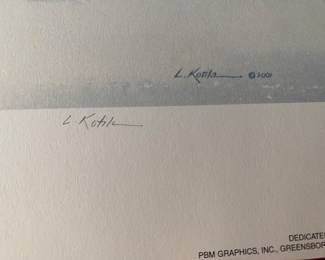 L. Kotila © 2001
L. Kotila
DEDICATE
PBM GRAPHICS, INC., GREENSBOR